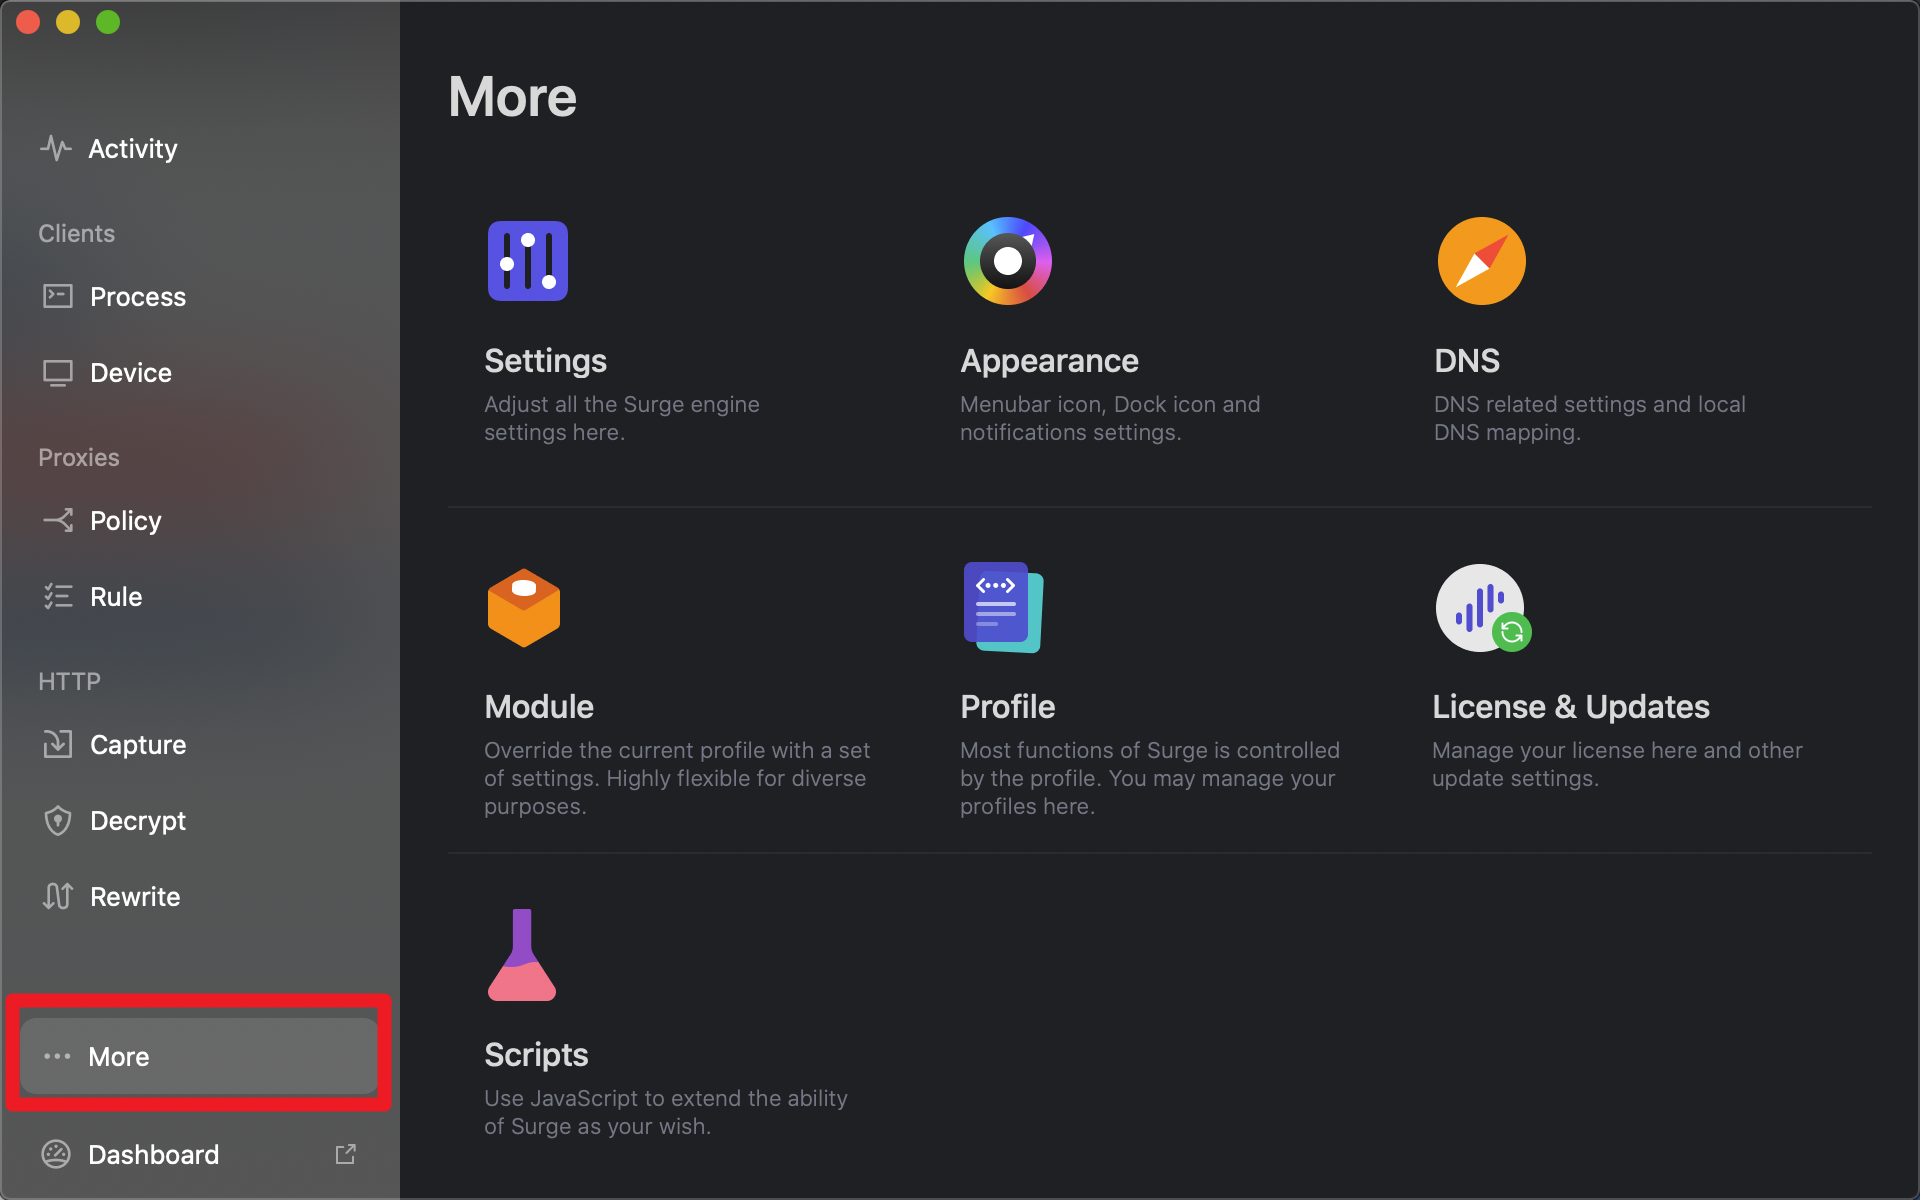 Activity
Clients
Process
Device
Proxies
Policy
Rule
HTTP
Capture
Decrypt
Rewrite
More
Dashboard
More
Settings
Adjust all the Surge engine
settings here.
Appearance
Menubar icon, Dock icon and
notifications settings.
DNS
DNS related settings and local
DNS mapping.
Module
Override the current profile with a set
of settings. Highly flexible for diverse
purposes.
Profile
Most functions of Surge is controlled
by the profile. You may manage your
profiles here.
License & Updates
Manage your license here and other
update settings.
Scripts
Use JavaScript to extend the ability
of Surge as your wish.